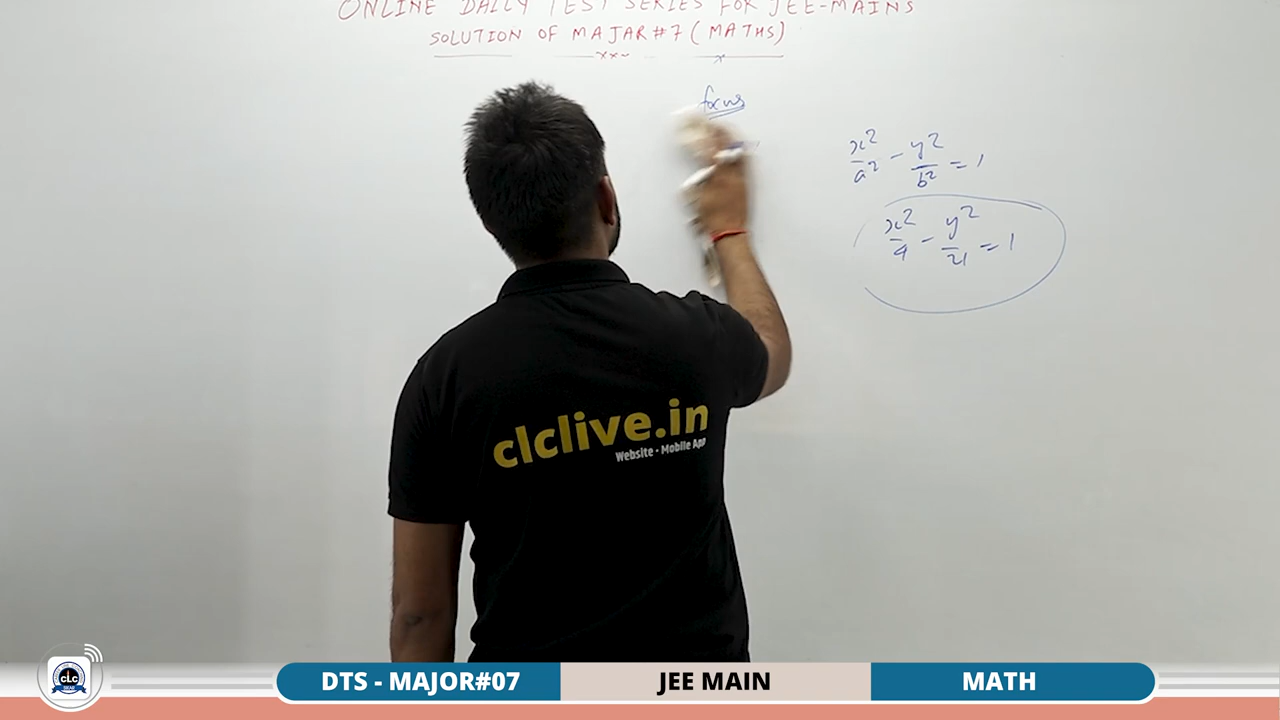 ONLINE DAILY TEST SERIES FOR JEE-MAINS
SOLUTION OF MAJAR#7 (MATHS)
focus
x²/a² - y²/b² = 1
x²/4 - y²/21 = 1
clclive.in
Website • Mobile App
CLC
DTS - MAJOR#07
JEE MAIN
MATH